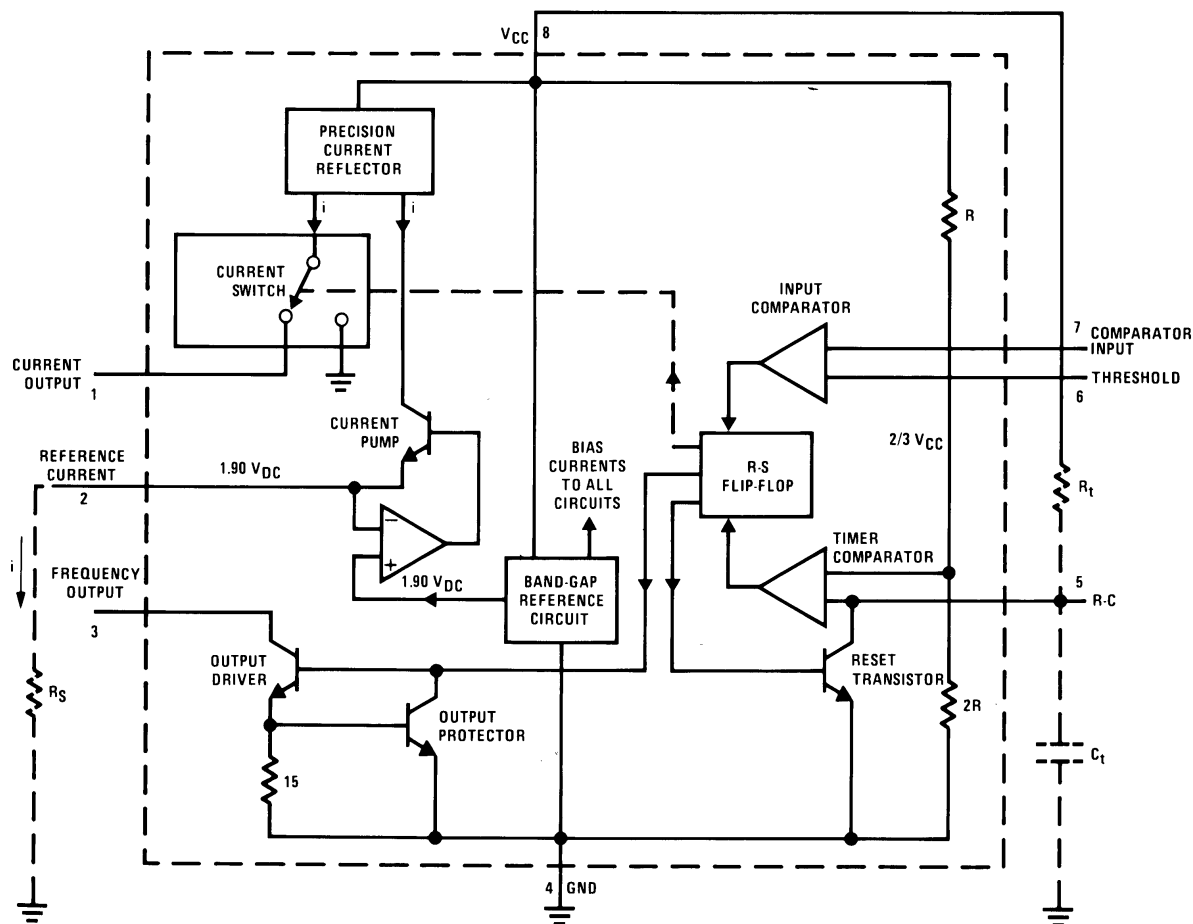 VCC 8
PRECISION
CURRENT
REFLECTOR
i
i
R
CURRENT
SWITCH
INPUT
COMPARATOR
7 COMPARATOR
INPUT
CURRENT
OUTPUT
1
THRESHOLD
6
CURRENT
PUMP
BIAS
CURRENTS
TO ALL
CIRCUITS
R-S
FLIP-FLOP
2/3 VCC
REFERENCE
CURRENT
2
1.90 VDC
Rt
−
+
TIMER
COMPARATOR
i
FREQUENCY
OUTPUT
3
1.90 VDC
BAND-GAP
REFERENCE
CIRCUIT
5
R-C
OUTPUT
DRIVER
RESET
TRANSISTOR
RS
2R
OUTPUT
PROTECTOR
Ct
15
4 GND